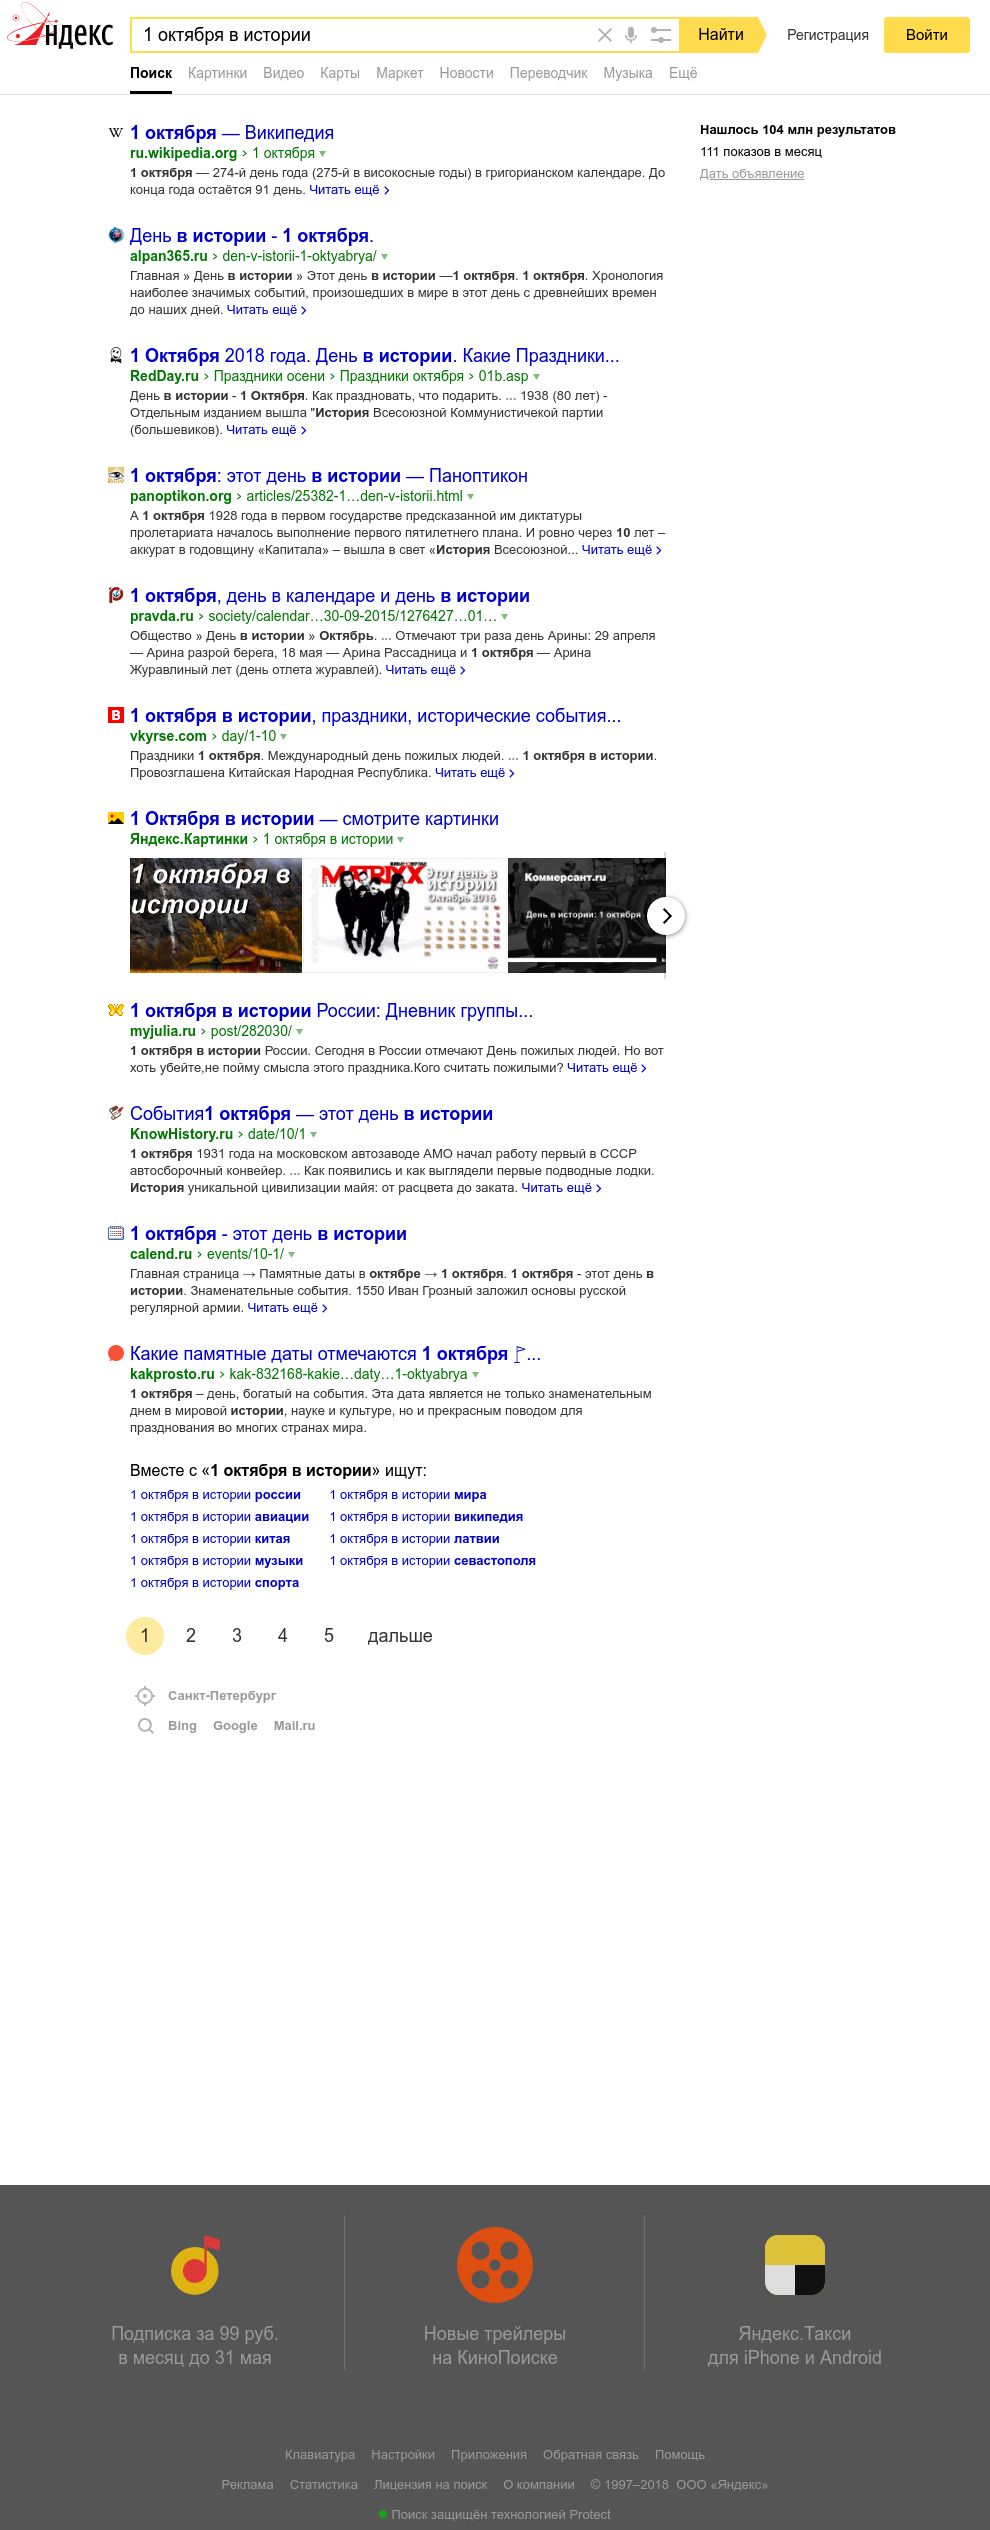 Яндекс
1 октября в истории
Найти
Регистрация
Войти
Поиск Картинки Видео Карты Маркет Новости Переводчик Музыка Ещё
Нашлось 104 млн результатов
111 показов в месяц
Дать объявление
1 октября — Википедия
ru.wikipedia.org › 1 октября
1 октября — 274-й день года (275-й в високосные годы) в григорианском календаре. До
конца года остаётся 91 день. Читать ещё ›
День в истории - 1 октября.
alpan365.ru › den-v-istorii-1-oktyabrya/
Главная » День в истории » Этот день в истории —1 октября. 1 октября. Хронология
наиболее значимых событий, произошедших в мире в этот день с древнейших времен
до наших дней. Читать ещё ›
1 Октября 2018 года. День в истории. Какие Праздники...
RedDay.ru › Праздники осени › Праздники октября › 01b.asp
День в истории - 1 Октября. Как праздновать, что подарить. ... 1938 (80 лет) -
Отдельным изданием вышла "История Всесоюзной Коммунистичекой партии
(большевиков). Читать ещё ›
1 октября: этот день в истории — Паноптикон
panoptikon.org › articles/25382-1…den-v-istorii.html
А 1 октября 1928 года в первом государстве предсказанной им диктатуры
пролетариата началось выполнение первого пятилетнего плана. И ровно через 10 лет –
аккурат в годовщину «Капитала» – вышла в свет «История Всесоюзной... Читать ещё ›
1 октября, день в календаре и день в истории
pravda.ru › society/calendar…30-09-2015/1276427…01…
Общество » День в истории » Октябрь. ... Отмечают три раза день Арины: 29 апреля
— Арина разрой берега, 18 мая — Арина Рассадница и 1 октября — Арина
Журавлиный лет (день отлета журавлей). Читать ещё ›
1 октября в истории, праздники, исторические события...
vkyrse.com › day/1-10
Праздники 1 октября. Международный день пожилых людей. ... 1 октября в истории.
Провозглашена Китайская Народная Республика. Читать ещё ›
1 Октября в истории — смотрите картинки
Яндекс.Картинки › 1 октября в истории
1 октября в
истории
MATRIXX
Этот день в
истории
Октябрь 2016
Коммерсант.ru
День в истории: 1 октября
1 октября в истории России: Дневник группы...
myjulia.ru › post/282030/
1 октября в истории России. Сегодня в России отмечают День пожилых людей. Но вот
хоть убейте,не пойму смысла этого праздника.Кого считать пожилыми? Читать ещё ›
События1 октября — этот день в истории
KnowHistory.ru › date/10/1
1 октября 1931 года на московском автозаводе АМО начал работу первый в СССР
автосборочный конвейер. ... Как появились и как выглядели первые подводные лодки.
История уникальной цивилизации майя: от расцвета до заката. Читать ещё ›
1 октября - этот день в истории
calend.ru › events/10-1/
Главная страница → Памятные даты в октябре → 1 октября. 1 октября - этот день в
истории. Знаменательные события. 1550 Иван Грозный заложил основы русской
регулярной армии. Читать ещё ›
Какие памятные даты отмечаются 1 октября ...
kakprosto.ru › kak-832168-kakie…daty…1-oktyabrya
1 октября – день, богатый на события. Эта дата является не только знаменательным
днем в мировой истории, науке и культуре, но и прекрасным поводом для
празднования во многих странах мира.
Вместе с «1 октября в истории» ищут:
1 октября в истории россии 1 октября в истории мира
1 октября в истории авиации 1 октября в истории википедия
1 октября в истории китая 1 октября в истории латвии
1 октября в истории музыки 1 октября в истории севастополя
1 октября в истории спорта
1 2 3 4 5 дальше
Санкт-Петербург
Bing Google Mail.ru
Подписка за 99 руб.
в месяц до 31 мая
Новые трейлеры
на КиноПоиске
Яндекс.Такси
для iPhone и Android
Клавиатура Настройки Приложения Обратная связь Помощь
Реклама Статистика Лицензия на поиск О компании © 1997–2018 ООО «Яндекс»
Поиск защищён технологией Protect